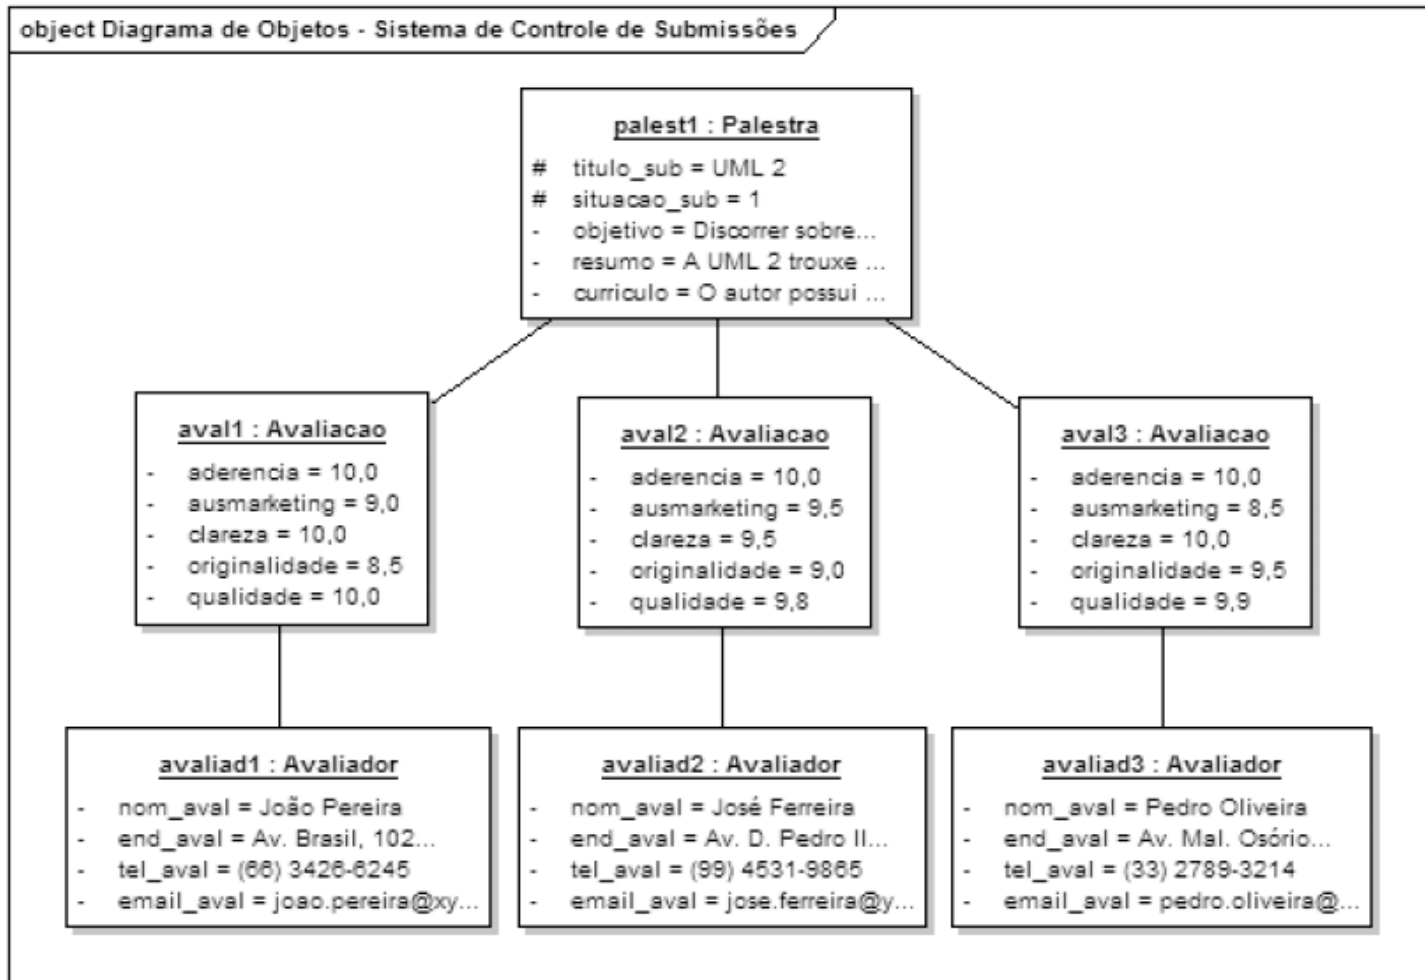 object Diagrama de Objetos - Sistema de Controle de Submissões
palest1 : Palestra
# titulo_sub = UML 2
# situacao_sub = 1
- objetivo = Discorrer sobre...
- resumo = A UML 2 trouxe ...
- curriculo = O autor possui ...
aval1 : Avaliacao
- aderencia = 10,0
- ausmarketing = 9,0
- clareza = 10,0
- originalidade = 8,5
- qualidade = 10,0
aval2 : Avaliacao
- aderencia = 10,0
- ausmarketing = 9,5
- clareza = 9,5
- originalidade = 9,0
- qualidade = 9,8
aval3 : Avaliacao
- aderencia = 10,0
- ausmarketing = 8,5
- clareza = 10,0
- originalidade = 9,5
- qualidade = 9,9
avaliad1 : Avaliador
- nom_aval = João Pereira
- end_aval = Av. Brasil, 102...
- tel_aval = (66) 3426-6245
- email_aval = joao.pereira@xy...
avaliad2 : Avaliador
- nom_aval = José Ferreira
- end_aval = Av. D. Pedro II...
- tel_aval = (99) 4531-9865
- email_aval = jose.ferreira@y...
avaliad3 : Avaliador
- nom_aval = Pedro Oliveira
- end_aval = Av. Mal. Osório...
- tel_aval = (33) 2789-3214
- email_aval = pedro.oliveira@...